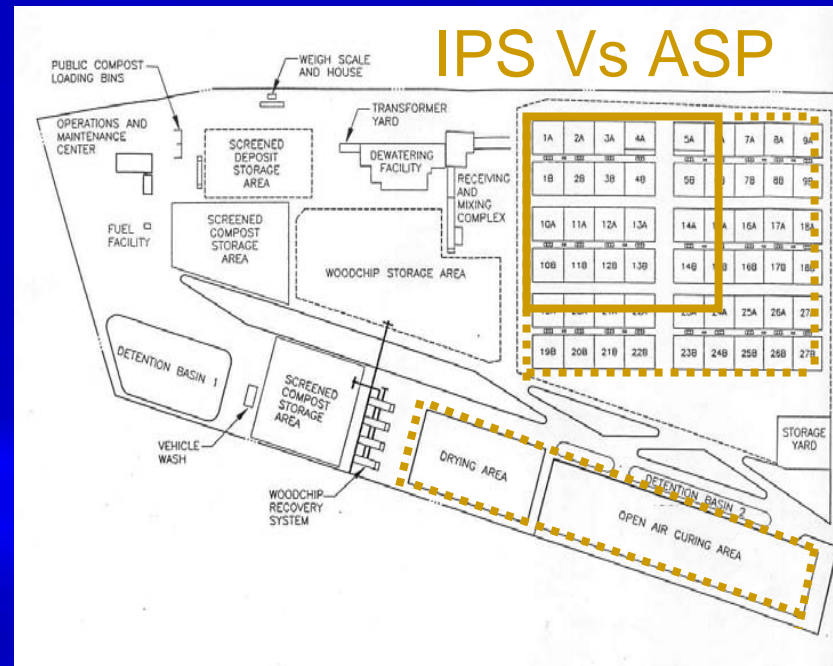 IPS Vs ASP
PUBLIC COMPOST
LOADING BINS
WEIGH SCALE
AND HOUSE
OPERATIONS AND
MAINTENANCE
CENTER
TRANSFORMER
YARD
SCREENED
DEPOSIT
STORAGE
AREA
DEWATERING
FACILITY
RECEIVING
AND
MIXING
COMPLEX
FUEL
FACILITY
SCREENED
COMPOST
STORAGE
AREA
WOODCHIP STORAGE AREA
1A 2A 3A 4A 5A 7A 8A 9A
1B 2B 3B 4B 5B 7B 8B 9B
10A 11A 12A 13A 14A 16A 17A 18A
10B 11B 12B 13B 14B 16B 17B 18B
25A 26A
19B 20B 21B 22B 23B 24B 25B 26B 27B
DETENTION BASIN 1
SCREENED
COMPOST
STORAGE
AREA
VEHICLE
WASH
WOODCHIP
RECOVERY
SYSTEM
DRYING AREA
STORAGE
YARD
DETENTION BASIN 2
OPEN AIR CURING AREA